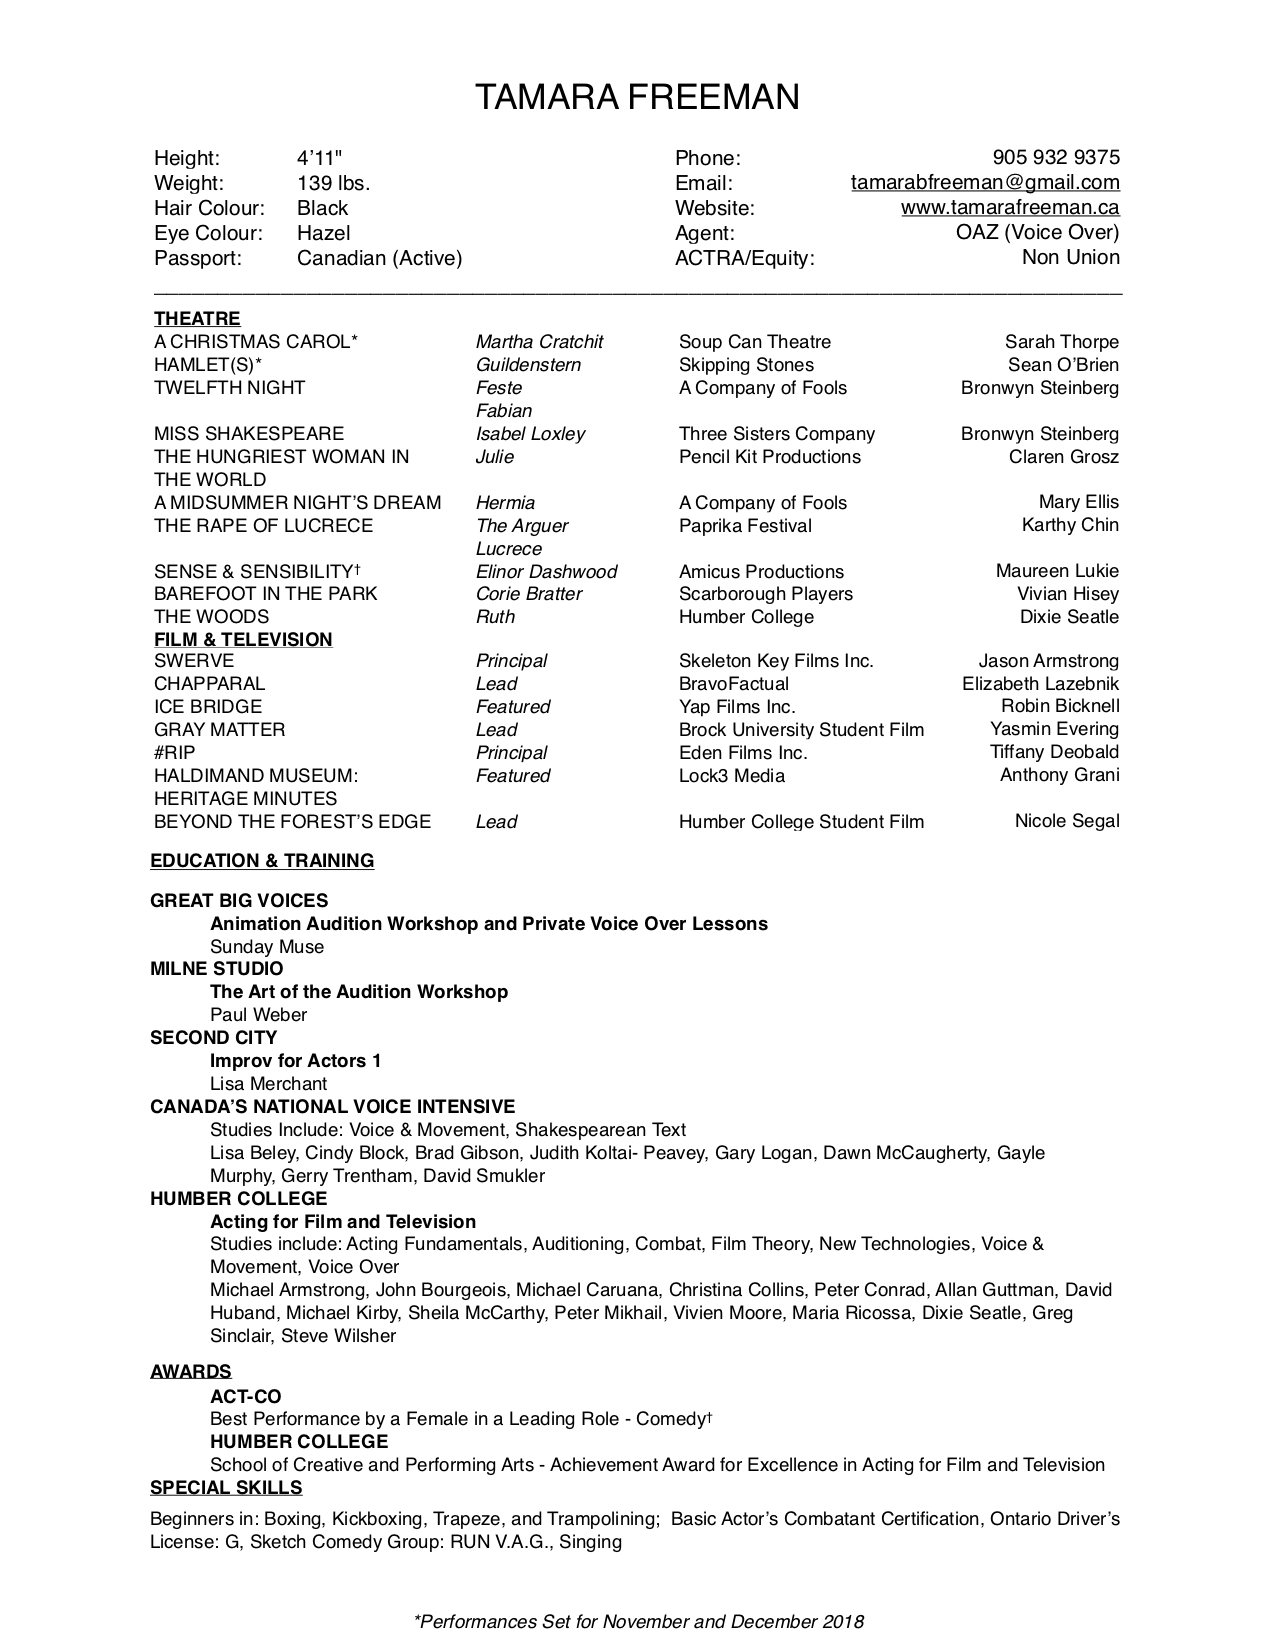 TAMARA FREEMAN
Height: 4’11" Phone: 905 932 9375
Weight: 139 lbs. Email: tamarabfreeman@gmail.com
Hair Colour: Black Website: www.tamarafreeman.ca
Eye Colour: Hazel Agent: OAZ (Voice Over)
Passport: Canadian (Active) ACTRA/Equity: Non Union
THEATRE
A CHRISTMAS CAROL* Martha Cratchit Soup Can Theatre Sarah Thorpe
HAMLET(S)* Guildenstern Skipping Stones Sean O’Brien
TWELFTH NIGHT Feste A Company of Fools Bronwyn Steinberg
Fabian
MISS SHAKESPEARE Isabel Loxley Three Sisters Company Bronwyn Steinberg
THE HUNGRIEST WOMAN IN Julie Pencil Kit Productions Claren Grosz
THE WORLD
A MIDSUMMER NIGHT’S DREAM Hermia A Company of Fools Mary Ellis
THE RAPE OF LUCRECE The Arguer Paprika Festival Karthy Chin
Lucrece
SENSE & SENSIBILITY† Elinor Dashwood Amicus Productions Maureen Lukie
BAREFOOT IN THE PARK Corie Bratter Scarborough Players Vivian Hisey
THE WOODS Ruth Humber College Dixie Seatle
FILM & TELEVISION
SWERVE Principal Skeleton Key Films Inc. Jason Armstrong
CHAPPARAL Lead BravoFactual Elizabeth Lazebnik
ICE BRIDGE Featured Yap Films Inc. Robin Bicknell
GRAY MATTER Lead Brock University Student Film Yasmin Evering
#RIP Principal Eden Films Inc. Tiffany Deobald
HALDIMAND MUSEUM: Featured Lock3 Media Anthony Grani
HERITAGE MINUTES
BEYOND THE FOREST’S EDGE Lead Humber College Student Film Nicole Segal
EDUCATION & TRAINING
GREAT BIG VOICES
Animation Audition Workshop and Private Voice Over Lessons
Sunday Muse
MILNE STUDIO
The Art of the Audition Workshop
Paul Weber
SECOND CITY
Improv for Actors 1
Lisa Merchant
CANADA’S NATIONAL VOICE INTENSIVE
Studies Include: Voice & Movement, Shakespearean Text
Lisa Beley, Cindy Block, Brad Gibson, Judith Koltai- Peavey, Gary Logan, Dawn McCaugherty, Gayle
Murphy, Gerry Trentham, David Smukler
HUMBER COLLEGE
Acting for Film and Television
Studies include: Acting Fundamentals, Auditioning, Combat, Film Theory, New Technologies, Voice &
Movement, Voice Over
Michael Armstrong, John Bourgeois, Michael Caruana, Christina Collins, Peter Conrad, Allan Guttman, David
Huband, Michael Kirby, Sheila McCarthy, Peter Mikhail, Vivien Moore, Maria Ricossa, Dixie Seatle, Greg
Sinclair, Steve Wilsher
AWARDS
ACT-CO
Best Performance by a Female in a Leading Role - Comedy†
HUMBER COLLEGE
School of Creative and Performing Arts - Achievement Award for Excellence in Acting for Film and Television
SPECIAL SKILLS
Beginners in: Boxing, Kickboxing, Trapeze, and Trampolining; Basic Actor’s Combatant Certification, Ontario Driver’s
License: G, Sketch Comedy Group: RUN V.A.G., Singing
*Performances Set for November and December 2018